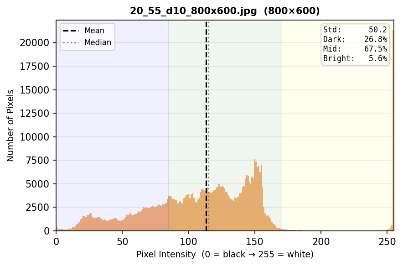 20_55_d10_800x600.jpg  (800×600)
Number of Pixels
22500
20000
17500
15000
12500
10000
7500
5000
2500
0
Mean
Median
Std: 50.2
Dark: 26.8%
Mid: 67.5%
Bright: 5.6%
0 50 100 150 200 250
Pixel Intensity  (0 = black → 255 = white)